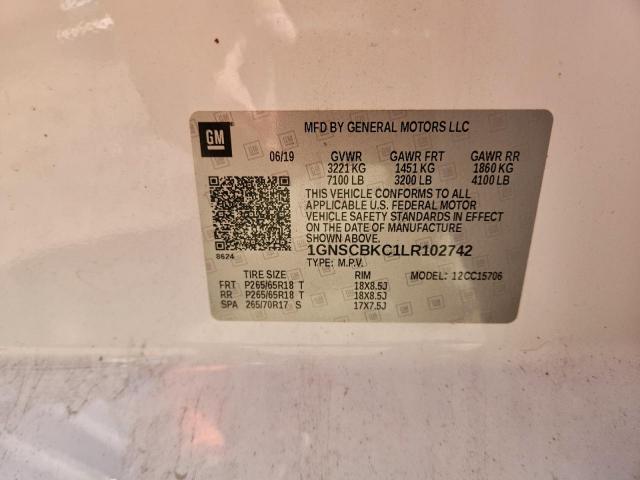 GM
MFD BY GENERAL MOTORS LLC
06/19 GVWR GAWR FRT GAWR RR
3221 KG 1451 KG 1860 KG
7100 LB 3200 LB 4100 LB
THIS VEHICLE CONFORMS TO ALL
APPLICABLE U.S. FEDERAL MOTOR
VEHICLE SAFETY STANDARDS IN EFFECT
ON THE DATE OF MANUFACTURE
SHOWN ABOVE.
8624
1GNSCBKC1LR102742
TYPE: M.P.V.
TIRE SIZE RIM MODEL: 12CC15706
FRT P265/65R18 T 18X8.5J
RR P265/65R18 T 18X8.5J
SPA 265/70R17 S 17X7.5J